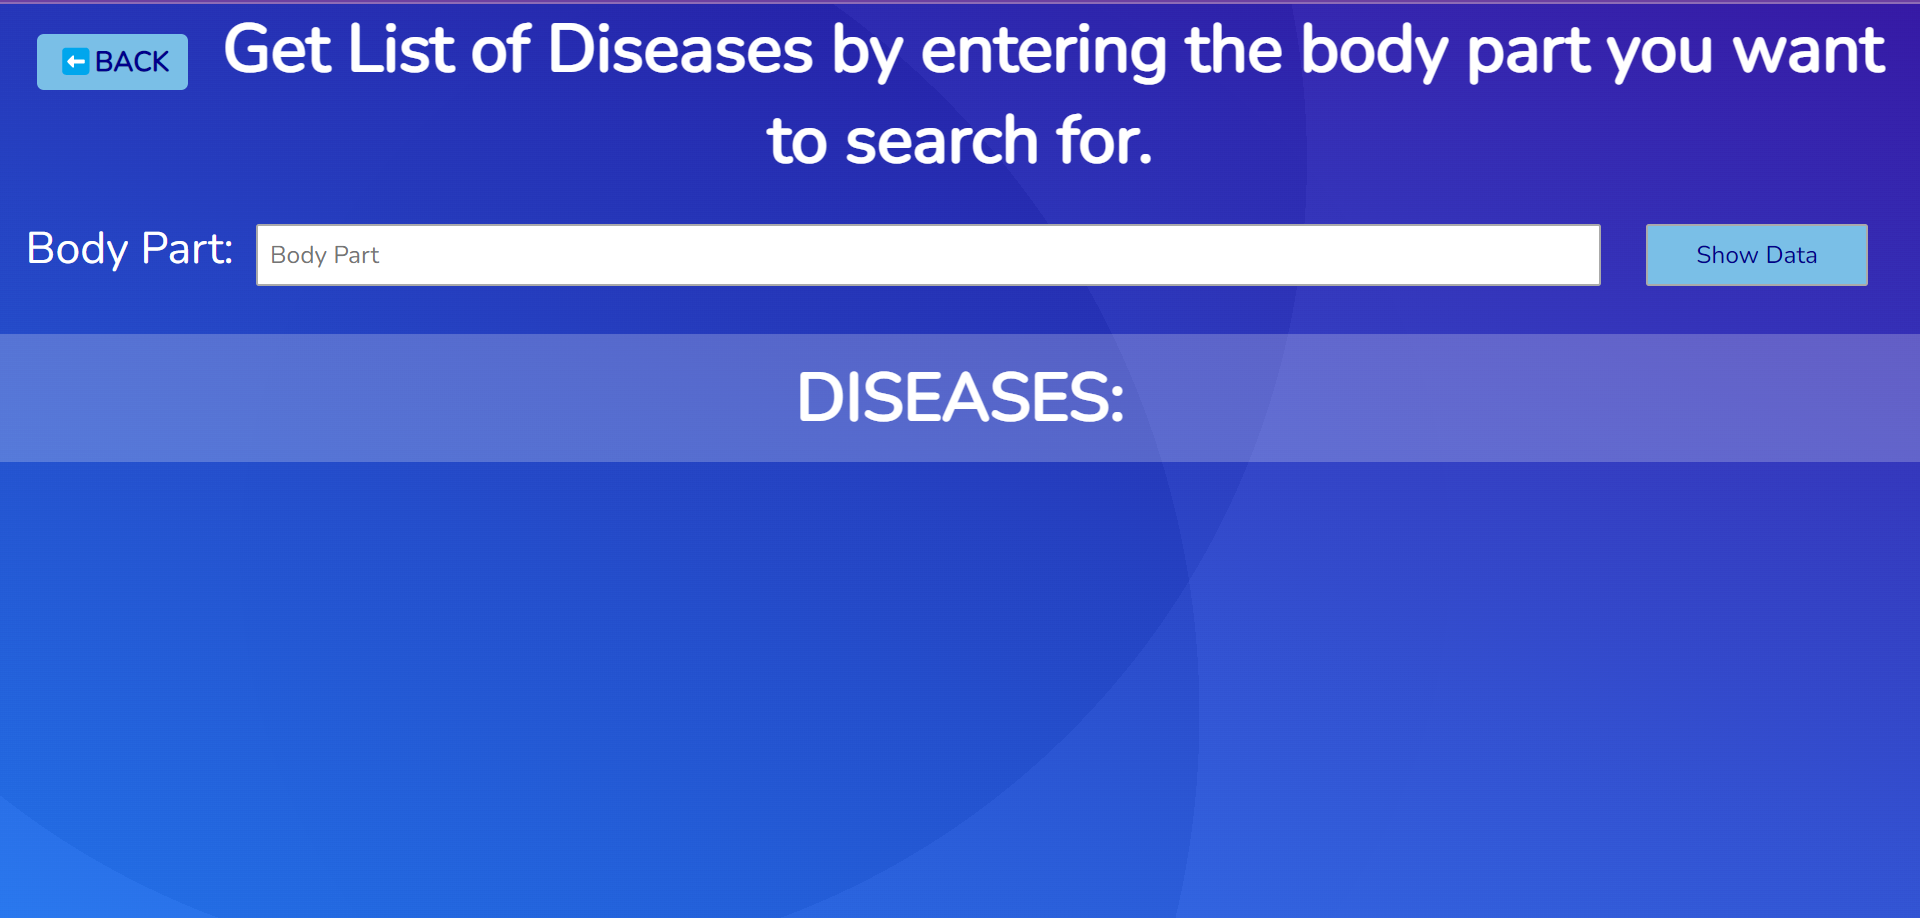 ⬅ BACK
Get List of Diseases by entering the body part you want
to search for.
Body Part:
Body Part
Show Data
DISEASES: